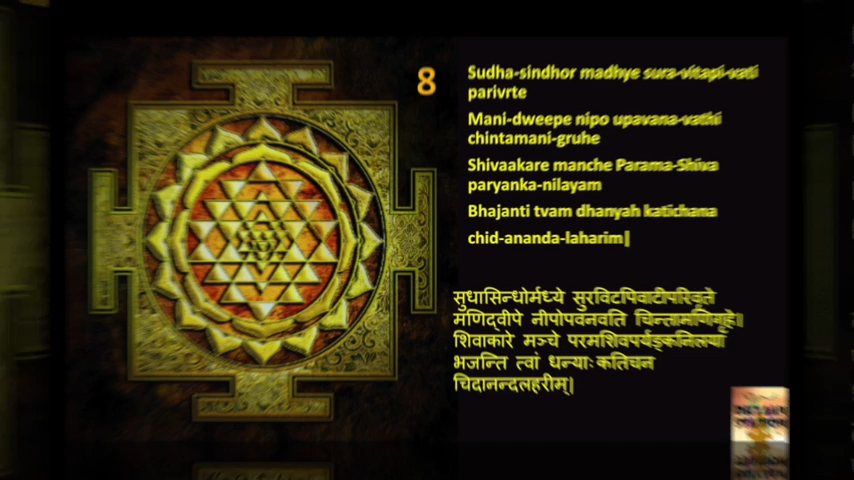 8
Sudha-sindhor madhye sura-vitapi-vati
parivrte
Mani-dweepe nipo upavana-vathi
chintamani-gruhe
Shivaakare manche Parama-Shiva
paryanka-nilayam
Bhajanti tvam dhanyah katichana
chid-ananda-laharim|
सुधासिन्धोर्मध्ये सुरविटपिवाटीपरिवृते
मणिद्वीपे नीपोपवनवति चिन्तामणिगृहे।
शिवाकारे मञ्चे परमशिवपर्यङ्कनिलयां
भजन्ति त्वां धन्याः कतिचन
चिदानन्दलहरीम्|